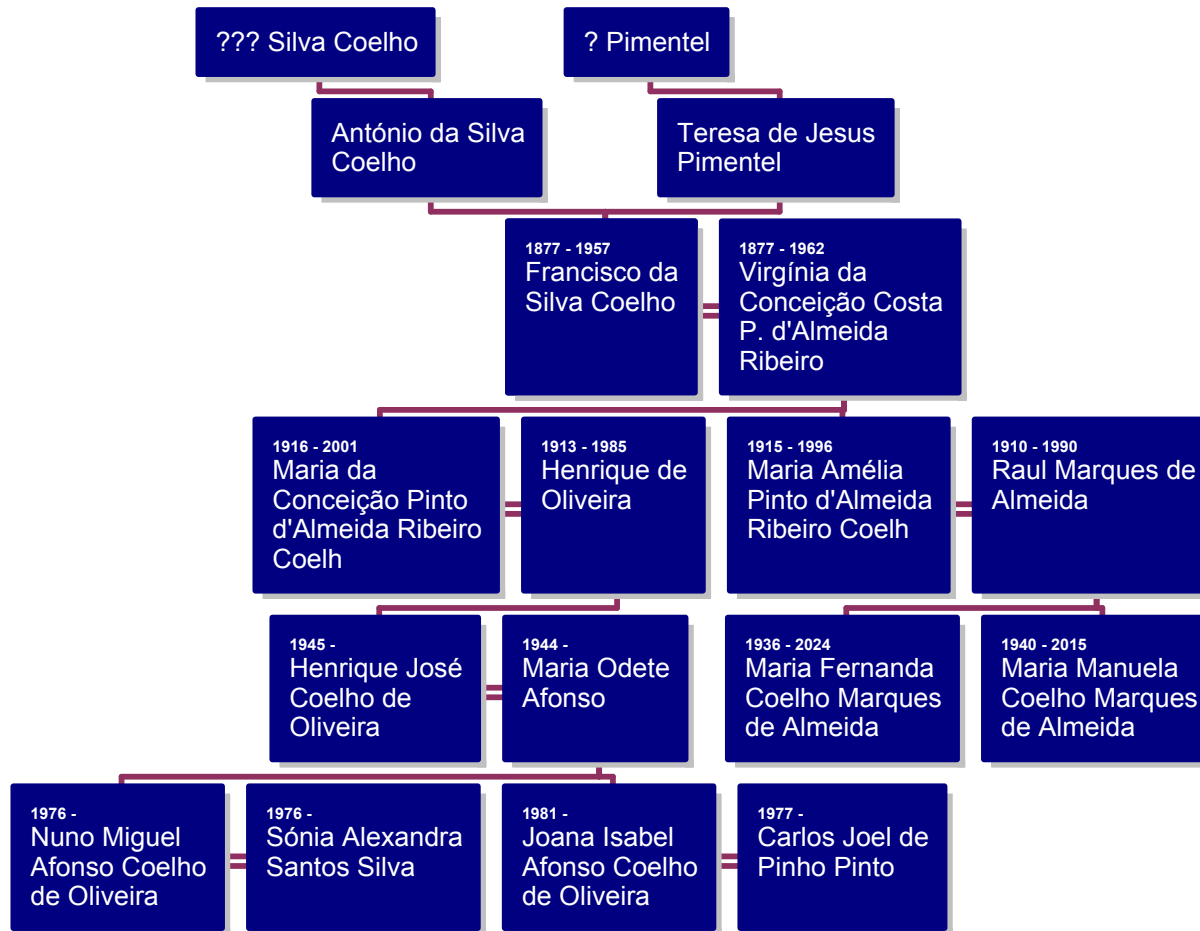 ??? Silva Coelho
? Pimentel
António da Silva
Coelho
Teresa de Jesus
Pimentel
1877 - 1957
Francisco da
Silva Coelho
1877 - 1962
Virgínia da
Conceição Costa
P. d'Almeida
Ribeiro
1916 - 2001
Maria da
Conceição Pinto
d'Almeida Ribeiro
Coelh
1913 - 1985
Henrique de
Oliveira
1915 - 1996
Maria Amélia
Pinto d'Almeida
Ribeiro Coelh
1910 - 1990
Raul Marques de
Almeida
1945 -
Henrique José
Coelho de
Oliveira
1944 -
Maria Odete
Afonso
1936 - 2024
Maria Fernanda
Coelho Marques
de Almeida
1940 - 2015
Maria Manuela
Coelho Marques
de Almeida
1976 -
Nuno Miguel
Afonso Coelho
de Oliveira
1976 -
Sónia Alexandra
Santos Silva
1981 -
Joana Isabel
Afonso Coelho
de Oliveira
1977 -
Carlos Joel de
Pinho Pinto